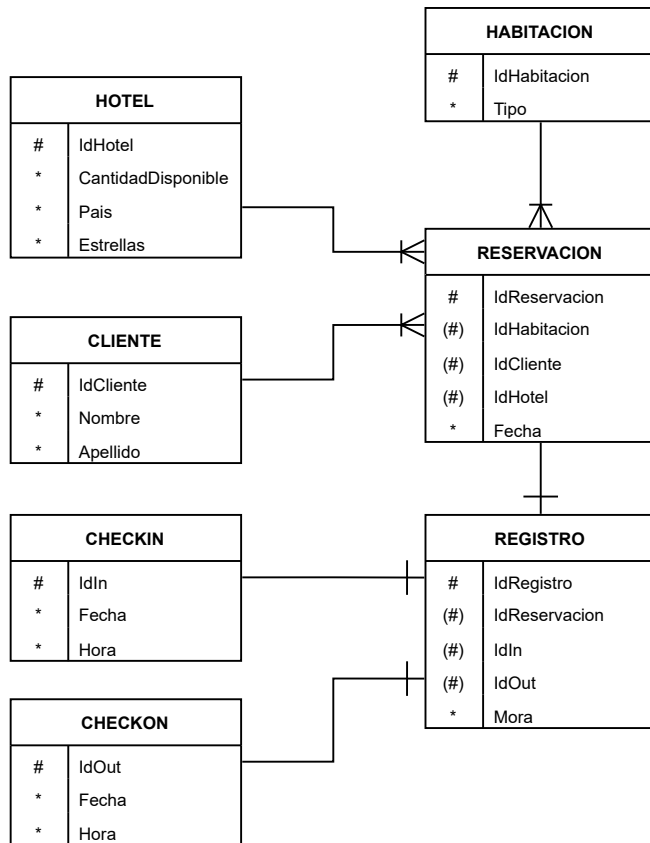 HABITACION
# IdHabitacion
* Tipo
HOTEL
# IdHotel
* CantidadDisponible
* Pais
* Estrellas
RESERVACION
# IdReservacion
(#) IdHabitacion
(#) IdCliente
(#) IdHotel
* Fecha
CLIENTE
# IdCliente
* Nombre
* Apellido
CHECKIN
# IdIn
* Fecha
* Hora
REGISTRO
# IdRegistro
(#) IdReservacion
(#) IdIn
(#) IdOut
* Mora
CHECKON
# IdOut
* Fecha
* Hora